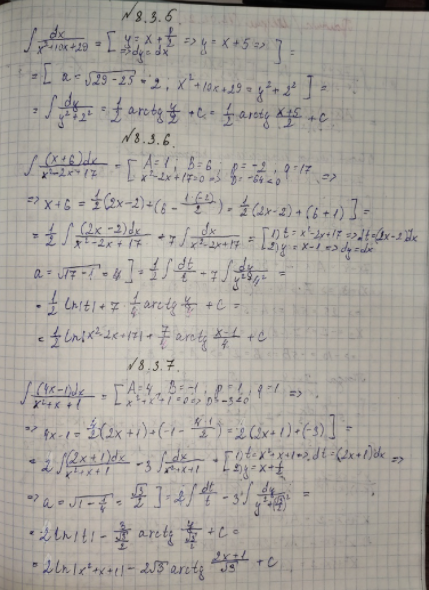 №8.3.6.
∫ dx/(x²+10x+29) = [ y = x + p/2 => y = x+5 => => dy = dx ] =
= [ a = √(29-25) = 2, x²+10x+29 = y²+2² ] =
= ∫ dy/(y²+2²) = 1/2 arctg y/2 + C = 1/2 arctg (x+5)/2 + C
№8.3.6.
∫ (x+6)dx/(x²-2x+17) = [ A=1; B=6; p=-2, q=17 x²-2x+17=0 => D=-64<0 =>
=> x+6 = 1/2(2x-2)+(6 - 1·(-2)/2) = 1/2(2x-2)+(6+1) ] =
= 1/2 ∫ (2x-2)dx/(x²-2x+17) + 7∫ dx/(x²-2x+17) = [ 1) t=x²-2x+17 => dt=(2x-2)dx 2) y=x-1 => dy=dx
a = √(17-1) = 4 ] = 1/2 ∫ dt/t + 7 ∫ dy/(y²+4²) =
= 1/2 ln|t| + 7 · 1/4 arctg y/4 + C =
= 1/2 ln|x²-2x+17| + 7/4 arctg (x-1)/4 + C
№8.3.7
∫ (4x-1)dx/(x²+x+1) = [ A=4, B=-1; p=1, q=1 x²+x+1=0 => D=-3<0 =>
=> 4x-1 = 4/2(2x+1)+(-1 - 4·1/2) = 2(2x+1)+(-3) ] =
= 2∫ (2x+1)dx/(x²+x+1) - 3∫ dx/(x²+x+1) = [ 1) t=x²+x+1 => dt=(2x+1)dx 2) y=x+1/2 =>
=> a = √(1-1/4) = √3/2 ] = 2∫ dt/t - 3∫ dy/(y²+(√3/2)²) =
= 2ln|t| - 3/(√3/2) arctg y/(√3/2) + C =
= 2ln|x²+x+1| - 2√3 arctg (2x+1)/√3 + C